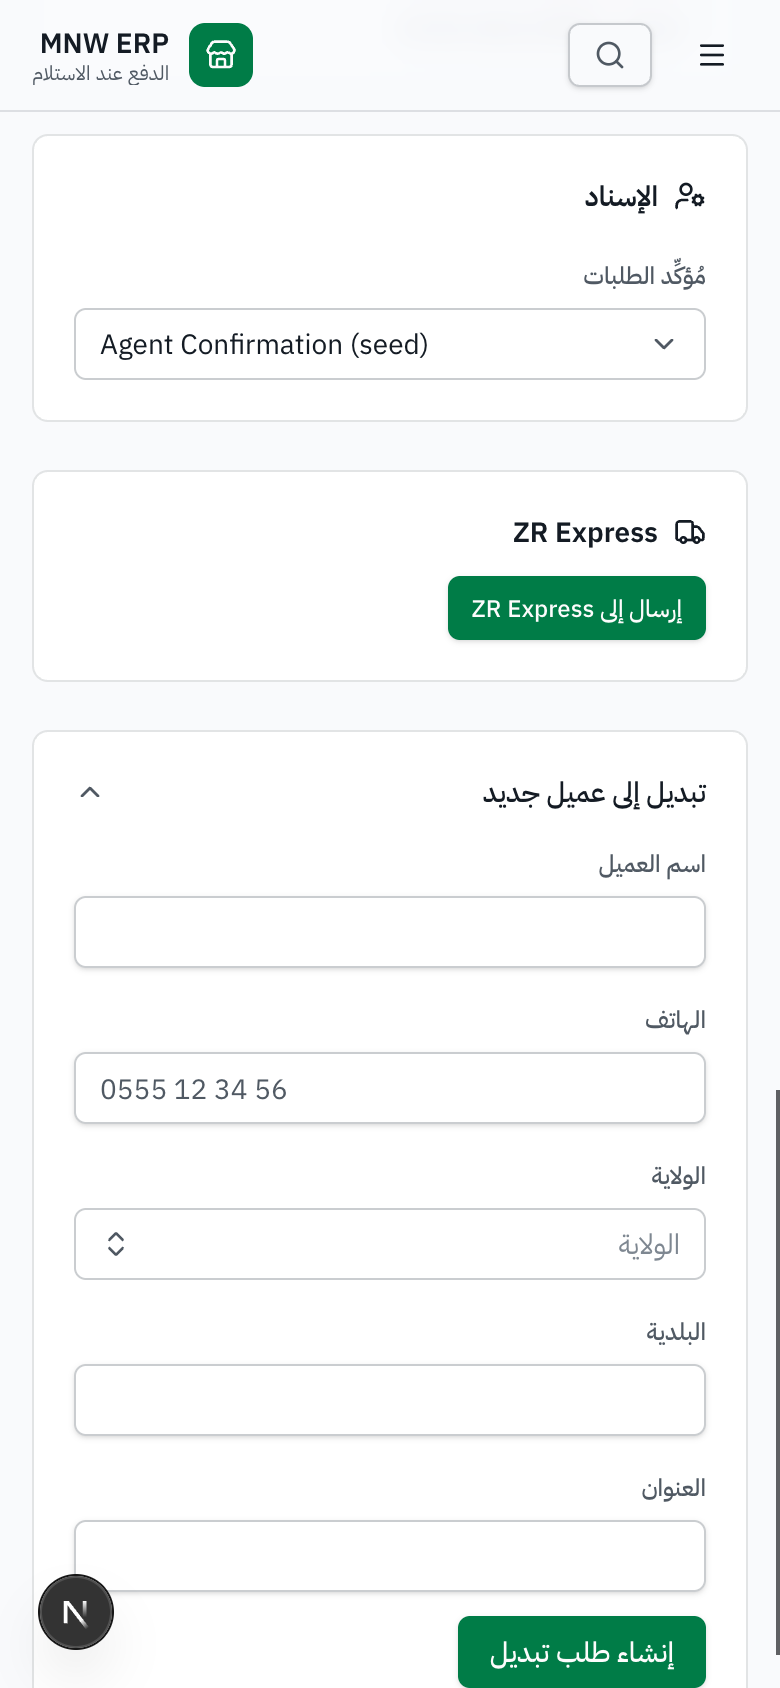 MNW ERP
الدفع عند الاستلام
الإسناد
مُؤكِّد الطلبات
Agent Confirmation (seed)
ZR Express
إرسال إلى ZR Express
تبديل إلى عميل جديد
اسم العميل
الهاتف
0555 12 34 56
الولاية
الولاية
البلدية
العنوان
N
إنشاء طلب تبديل